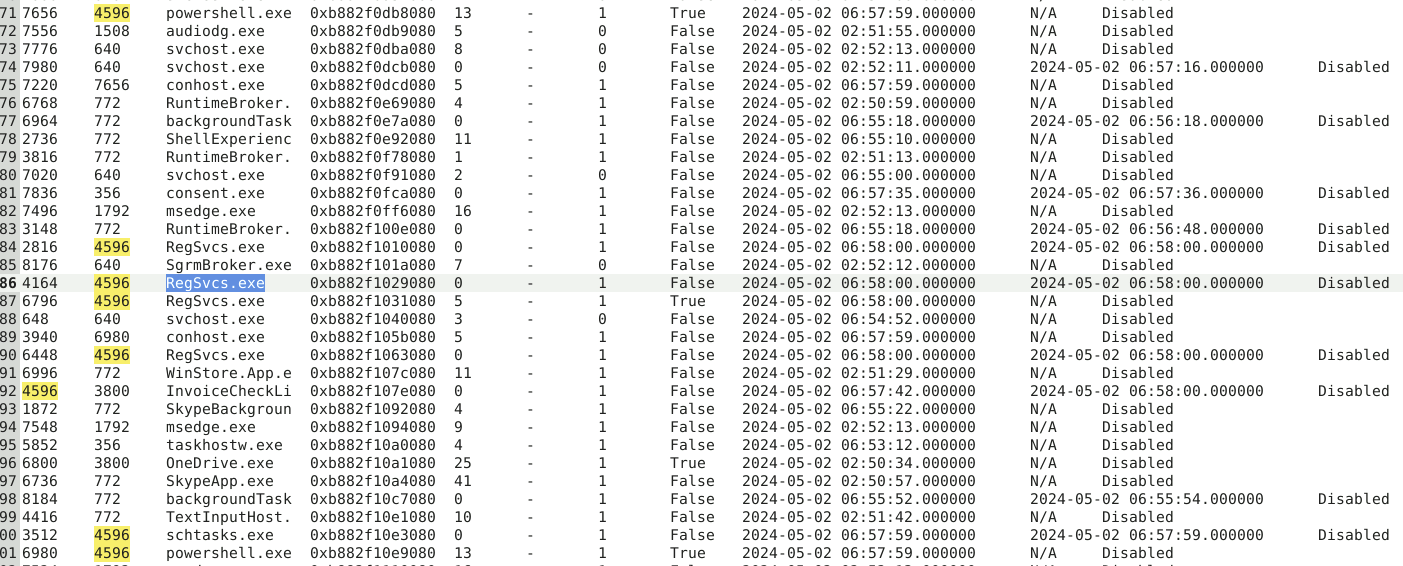 71 7656 4596 powershell.exe 0xb882f0db8080 13 - 1 True 2024-05-02 06:57:59.000000 N/A Disabled
72 7556 1508 audiodg.exe 0xb882f0db9080 5 - 0 False 2024-05-02 02:51:55.000000 N/A Disabled
73 7776 640 svchost.exe 0xb882f0dba080 8 - 0 False 2024-05-02 02:52:13.000000 N/A Disabled
74 7980 640 svchost.exe 0xb882f0dcb080 0 - 0 False 2024-05-02 02:52:11.000000 2024-05-02 06:57:16.000000 Disabled
75 7220 7656 conhost.exe 0xb882f0dcd080 5 - 1 False 2024-05-02 06:57:59.000000 N/A Disabled
76 6768 772 RuntimeBroker. 0xb882f0e69080 4 - 1 False 2024-05-02 02:50:59.000000 N/A Disabled
77 6964 772 backgroundTask 0xb882f0e7a080 0 - 1 False 2024-05-02 06:55:18.000000 2024-05-02 06:56:18.000000 Disabled
78 2736 772 ShellExperienc 0xb882f0e92080 11 - 1 False 2024-05-02 06:55:10.000000 N/A Disabled
79 3816 772 RuntimeBroker. 0xb882f0f78080 1 - 1 False 2024-05-02 02:51:13.000000 N/A Disabled
80 7020 640 svchost.exe 0xb882f0f91080 2 - 0 False 2024-05-02 06:55:00.000000 N/A Disabled
81 7836 356 consent.exe 0xb882f0fca080 0 - 1 False 2024-05-02 06:57:35.000000 2024-05-02 06:57:36.000000 Disabled
82 7496 1792 msedge.exe 0xb882f0ff6080 16 - 1 False 2024-05-02 02:52:13.000000 N/A Disabled
83 3148 772 RuntimeBroker. 0xb882f100e080 0 - 1 False 2024-05-02 06:55:18.000000 2024-05-02 06:56:48.000000 Disabled
84 2816 4596 RegSvcs.exe 0xb882f1010080 0 - 1 False 2024-05-02 06:58:00.000000 2024-05-02 06:58:00.000000 Disabled
85 8176 640 SgrmBroker.exe 0xb882f101a080 7 - 0 False 2024-05-02 02:52:12.000000 N/A Disabled
86 4164 4596 RegSvcs.exe 0xb882f1029080 0 - 1 False 2024-05-02 06:58:00.000000 2024-05-02 06:58:00.000000 Disabled
87 6796 4596 RegSvcs.exe 0xb882f1031080 5 - 1 True 2024-05-02 06:58:00.000000 N/A Disabled
88 648 640 svchost.exe 0xb882f1040080 3 - 0 False 2024-05-02 06:54:52.000000 N/A Disabled
89 3940 6980 conhost.exe 0xb882f105b080 5 - 1 False 2024-05-02 06:57:59.000000 N/A Disabled
90 6448 4596 RegSvcs.exe 0xb882f1063080 0 - 1 False 2024-05-02 06:58:00.000000 2024-05-02 06:58:00.000000 Disabled
91 6996 772 WinStore.App.e 0xb882f107c080 11 - 1 False 2024-05-02 02:51:29.000000 N/A Disabled
92 4596 3800 InvoiceCheckLi 0xb882f107e080 0 - 1 False 2024-05-02 06:57:42.000000 2024-05-02 06:58:00.000000 Disabled
93 1872 772 SkypeBackgroun 0xb882f1092080 4 - 1 False 2024-05-02 06:55:22.000000 N/A Disabled
94 7548 1792 msedge.exe 0xb882f1094080 9 - 1 False 2024-05-02 02:52:13.000000 N/A Disabled
95 5852 356 taskhostw.exe 0xb882f10a0080 4 - 1 False 2024-05-02 06:53:12.000000 N/A Disabled
96 6800 3800 OneDrive.exe 0xb882f10a1080 25 - 1 True 2024-05-02 02:50:34.000000 N/A Disabled
97 6736 772 SkypeApp.exe 0xb882f10a4080 41 - 1 False 2024-05-02 02:50:57.000000 N/A Disabled
98 8184 772 backgroundTask 0xb882f10c7080 0 - 1 False 2024-05-02 06:55:52.000000 2024-05-02 06:55:54.000000 Disabled
99 4416 772 TextInputHost. 0xb882f10e1080 10 - 1 False 2024-05-02 02:51:42.000000 N/A Disabled
00 3512 4596 schtasks.exe 0xb882f10e3080 0 - 1 False 2024-05-02 06:57:59.000000 2024-05-02 06:57:59.000000 Disabled
01 6980 4596 powershell.exe 0xb882f10e9080 13 - 1 True 2024-05-02 06:57:59.000000 N/A Disabled